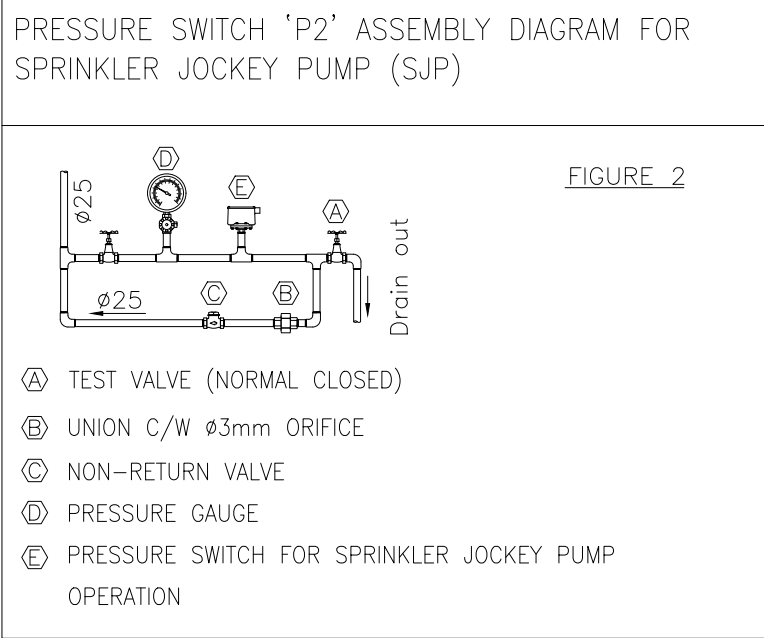 PRESSURE SWITCH 'P2' ASSEMBLY DIAGRAM FOR
SPRINKLER JOCKEY PUMP (SJP)
FIGURE 2
D
E
A
ø25
Drain out
ø25
C
B
A TEST VALVE (NORMAL CLOSED)
B UNION C/W ø3mm ORIFICE
C NON-RETURN VALVE
D PRESSURE GAUGE
E PRESSURE SWITCH FOR SPRINKLER JOCKEY PUMP
OPERATION